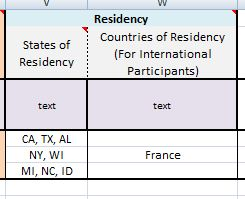 V W
Residency
States of Residency Countries of Residency
(For International
Participants)
text text
CA, TX, AL
NY, WI France
MI, NC, ID